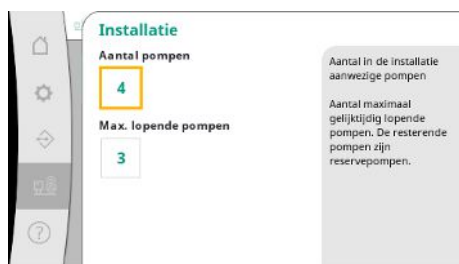 Installatie
Aantal pompen
4
Max. lopende pompen
3
Aantal in de installatie
aanwezige pompen
Aantal maximaal
gelijktijdig lopende
pompen. De resterende
pompen zijn
reservepompen.
?